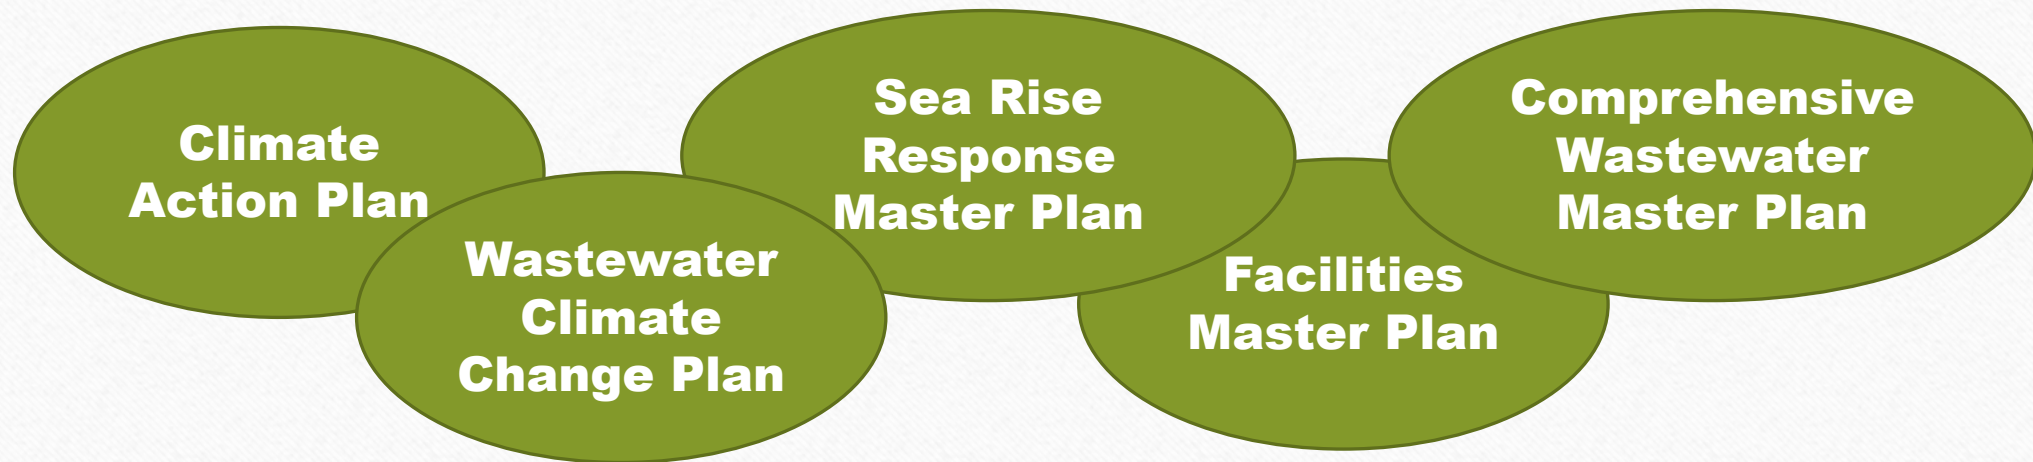 Climate
Action Plan
Wastewater
Climate
Change Plan
Sea Rise
Response
Master Plan
Facilities
Master Plan
Comprehensive
Wastewater
Master Plan